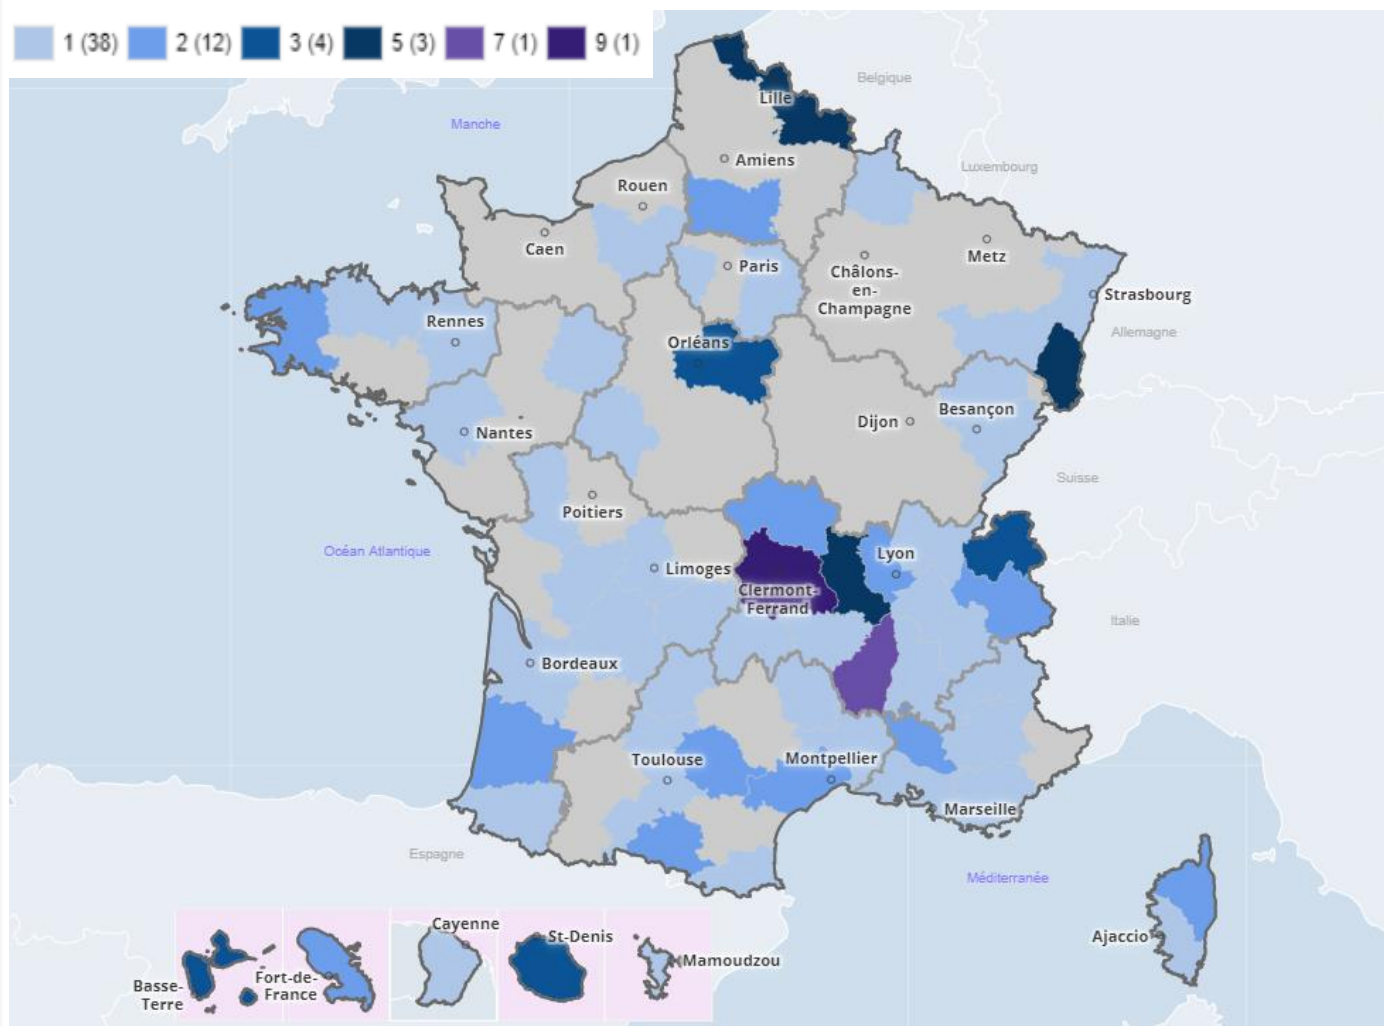 1 (38) 2 (12) 3 (4) 5 (3) 7 (1) 9 (1)
Belgique
Lille
Manche
Amiens
Luxembourg
Rouen
Caen
Metz
Paris
Châlons-
en-
Champagne
Strasbourg
Rennes
Allemagne
Orléans
Besançon
Dijon
Nantes
Suisse
Poitiers
Océan Atlantique
Lyon
Limoges
Clermont-
Ferrand
Italie
Bordeaux
Toulouse
Montpellier
Marseille
Espagne
Méditerranée
Cayenne
St-Denis
Ajaccio
Mamoudzou
Basse-
Terre
Fort-de-
France